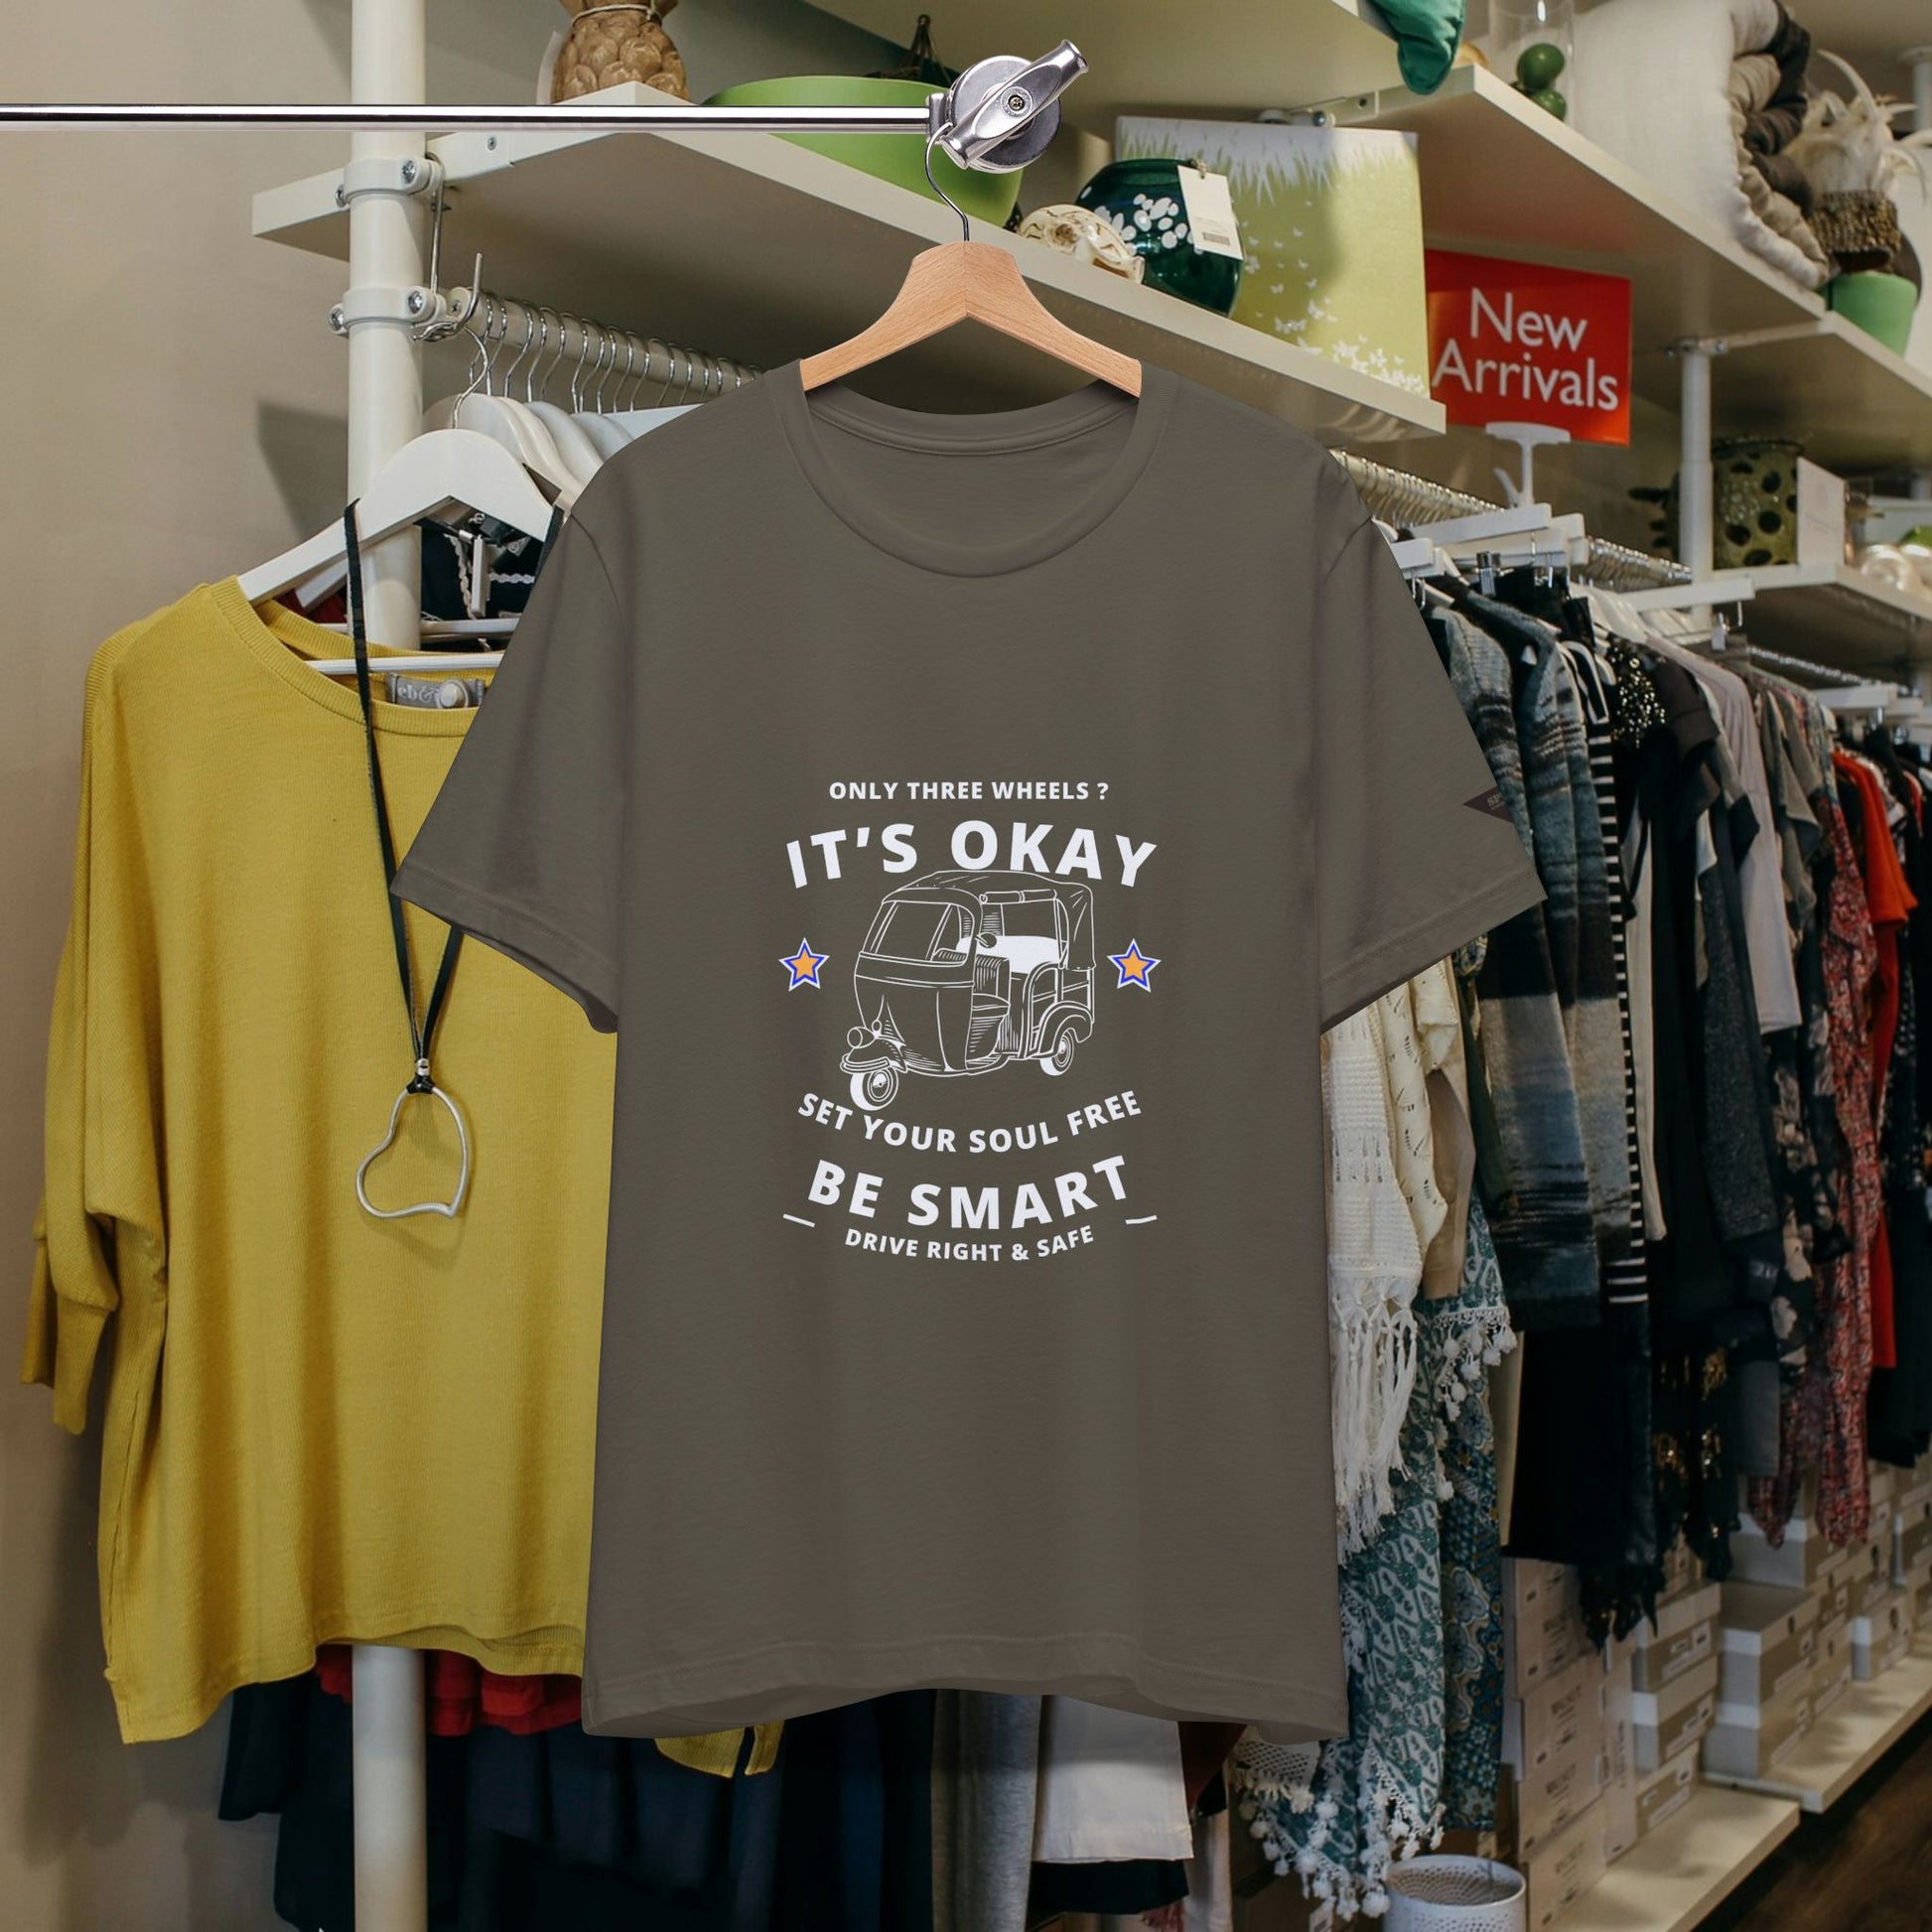 New
Arrivals
ONLY THREE WHEELS ?
IT'S OKAY
SET YOUR SOUL FREE
BE SMART
DRIVE RIGHT & SAFE